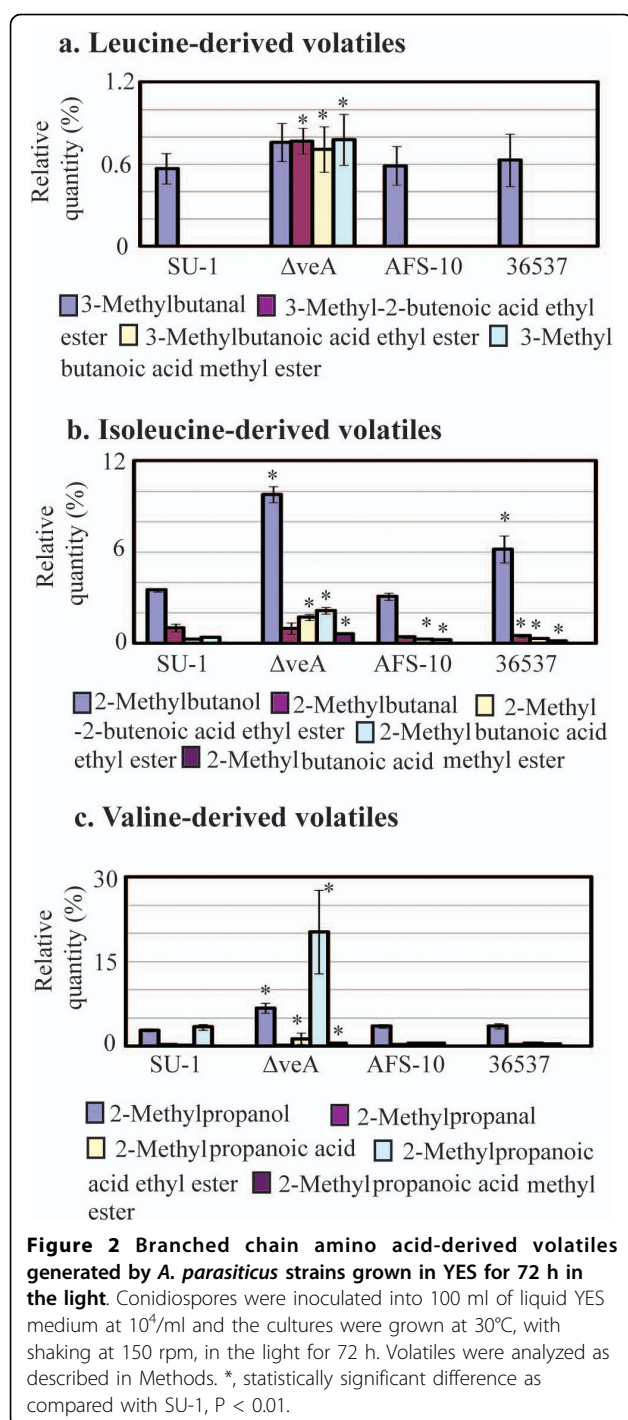 a. Leucine-derived volatiles
Relative
quantity (%)
1.2
0.6
0
*
*
*
SU-1 ΔveA AFS-10 36537
3-Methylbutanal 3-Methyl-2-butenoic acid ethyl
ester 3-Methylbutanoic acid ethyl ester 3-Methyl
butanoic acid methyl ester
b. Isoleucine-derived volatiles
Relative
quantity (%)
12
6
0
*
* * *
* *
*
* * *
SU-1 ΔveA AFS-10 36537
2-Methylbutanol 2-Methylbutanal 2-Methyl
-2-butenoic acid ethyl ester 2-Methyl butanoic acid
ethyl ester 2-Methyl butanoic acid methyl ester
c. Valine-derived volatiles
Relative
quantity (%)
30
15
0
*
*
*
*
SU-1 ΔveA AFS-10 36537
2-Methylpropanol 2-Methylpropanal
2-Methylpropanoic acid 2-Methylpropanoic
acid ethyl ester 2-Methylpropanoic acid methyl
ester
Figure 2 Branched chain amino acid-derived volatiles
generated by A. parasiticus strains grown in YES for 72 h in
the light. Conidiospores were inoculated into 100 ml of liquid YES
medium at 10⁴/ml and the cultures were grown at 30°C, with
shaking at 150 rpm, in the light for 72 h. Volatiles were analyzed as
described in Methods. *, statistically significant difference as
compared with SU-1, P < 0.01.